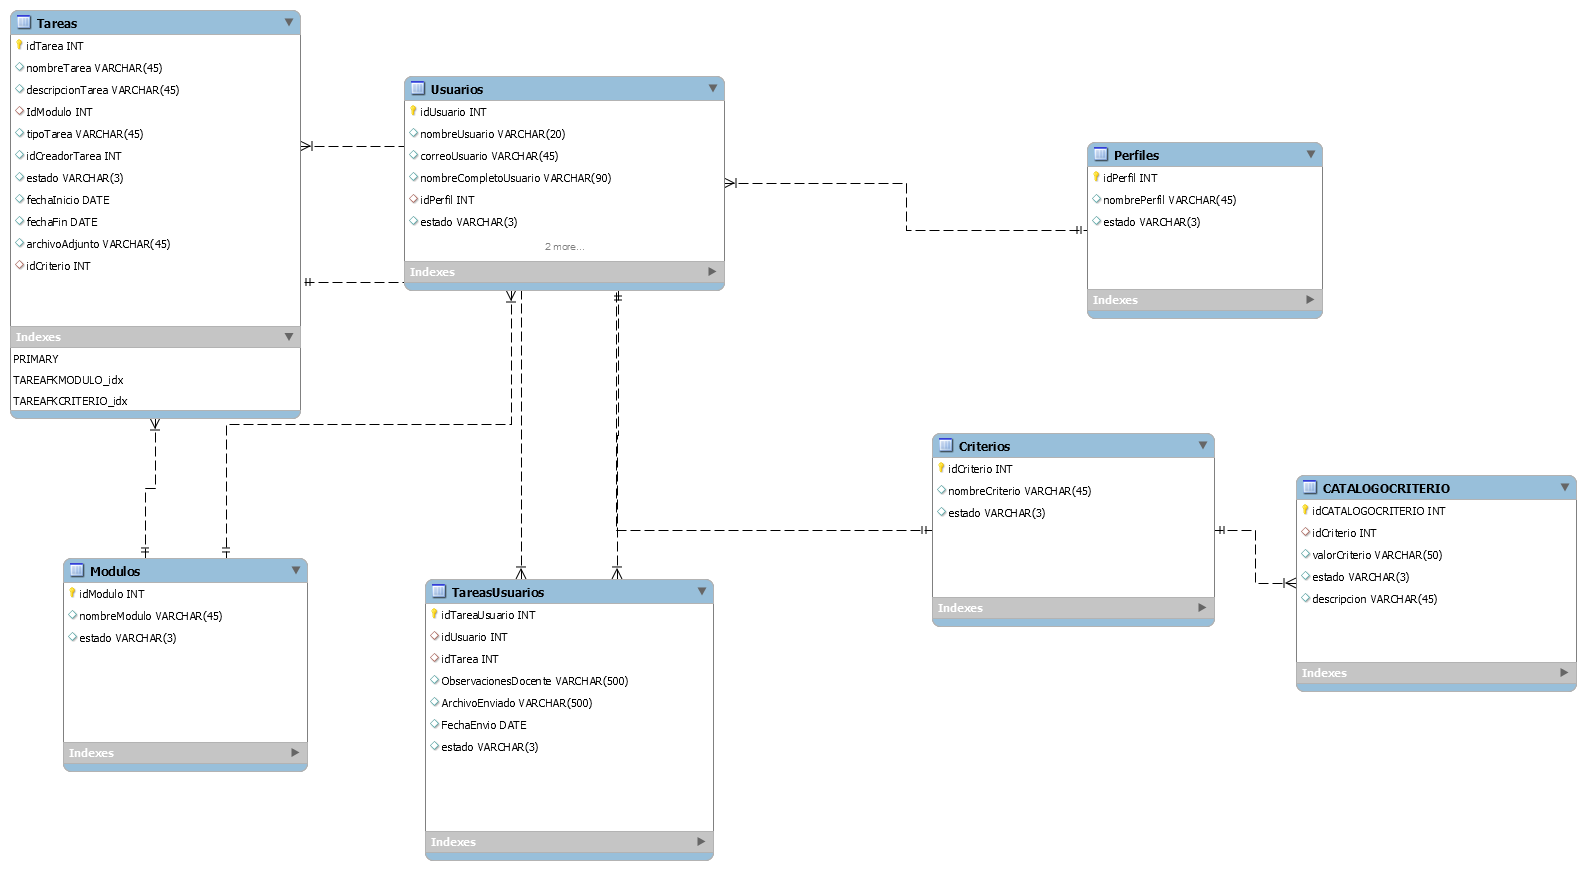 Tareas
idTarea INT
nombreTarea VARCHAR(45)
descripcionTarea VARCHAR(45)
IdModulo INT
tipoTarea VARCHAR(45)
idCreadorTarea INT
estado VARCHAR(3)
fechaInicio DATE
fechaFin DATE
archivoAdjunto VARCHAR(45)
idCriterio INT
Indexes
PRIMARY
TAREAFKMODULO_idx
TAREAFKCRITERIO_idx
Usuarios
idUsuario INT
nombreUsuario VARCHAR(20)
correoUsuario VARCHAR(45)
nombreCompletoUsuario VARCHAR(90)
idPerfil INT
estado VARCHAR(3)
2 more...
Indexes
Perfiles
idPerfil INT
nombrePerfil VARCHAR(45)
estado VARCHAR(3)
Indexes
Modulos
idModulo INT
nombreModulo VARCHAR(45)
estado VARCHAR(3)
Indexes
TareasUsuarios
idTareaUsuario INT
idUsuario INT
idTarea INT
ObservacionesDocente VARCHAR(500)
ArchivoEnviado VARCHAR(500)
FechaEnvio DATE
estado VARCHAR(3)
Indexes
Criterios
idCriterio INT
nombreCriterio VARCHAR(45)
estado VARCHAR(3)
Indexes
CATALOGOCRITERIO
idCATALOGOCRITERIO INT
idCriterio INT
valorCriterio VARCHAR(50)
estado VARCHAR(3)
descripcion VARCHAR(45)
Indexes